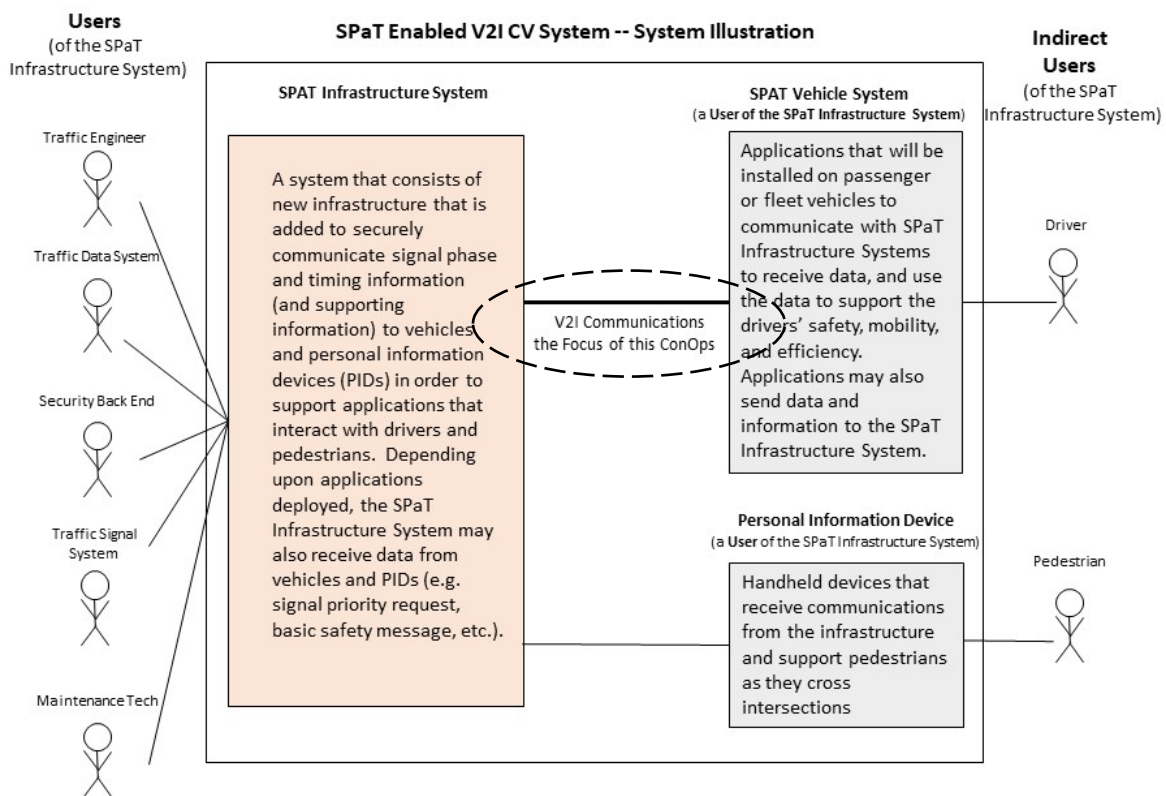 Users
(of the SPaT
Infrastructure System)
SPaT Enabled V2I CV System -- System Illustration
Indirect
Users
(of the SPaT
Infrastructure System)
Traffic Engineer
Traffic Data System
Security Back End
Traffic Signal
System
Maintenance Tech
SPAT Infrastructure System
A system that consists of
new infrastructure that is
added to securely
communicate signal phase
and timing information
(and supporting
information) to vehicles
and personal information
devices (PIDs) in order to
support applications that
interact with drivers and
pedestrians. Depending
upon applications
deployed, the SPaT
Infrastructure System may
also receive data from
vehicles and PIDs (e.g.
signal priority request,
basic safety message, etc.).
V2I Communications
the Focus of this ConOps
SPAT Vehicle System
(a User of the SPaT Infrastructure System)
Applications that will be
installed on passenger
or fleet vehicles to
communicate with SPaT
Infrastructure Systems
to receive data, and use
the data to support the
drivers’ safety, mobility,
and efficiency.
Applications may also
send data and
information to the SPaT
Infrastructure System.
Personal Information Device
(a User of the SPaT Infrastructure System)
Handheld devices that
receive communications
from the infrastructure
and support pedestrians
as they cross
intersections
Driver
Pedestrian